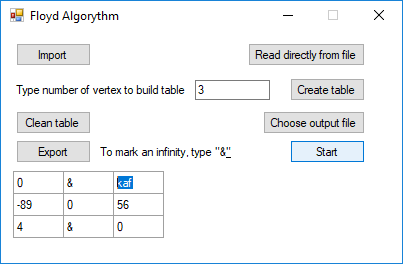 Floyd Algorythm
Import Read directly from file
Type number of vertex to build table 3 Create table
Clean table Choose output file
Export To mark an infinity, type "&" Start
0 & kaf
-89 0 56
4 & 0